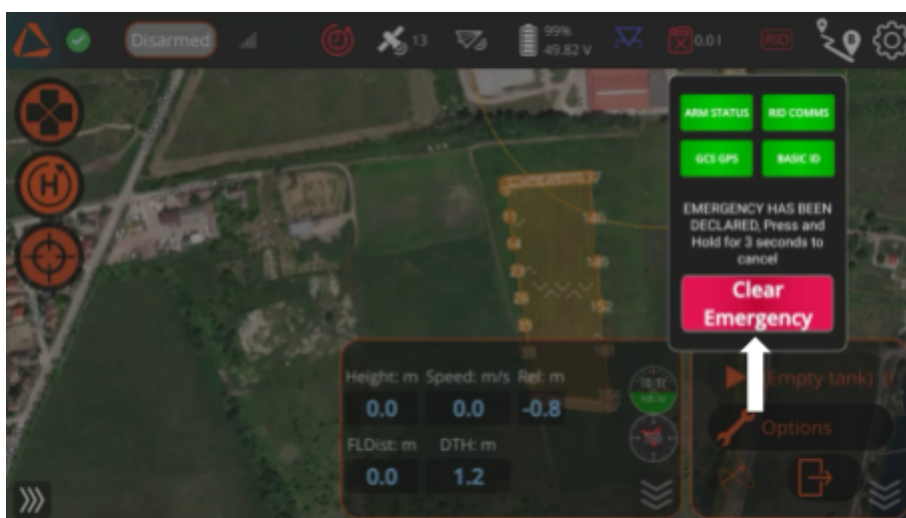 Disarmed
13
99%
49.82 V
0.0 l
RID
A
B
ARM STATUS
RID COMMS
GCS GPS
BASIC ID
EMERGENCY HAS BEEN
DECLARED, Press and
Hold for 3 seconds to
cancel
Clear
Emergency
H
Height: m
Speed: m/s
Rel: m
0.0
0.0
-0.8
FLDist: m
DTH: m
0.0
1.2
(Empty tank)
Options